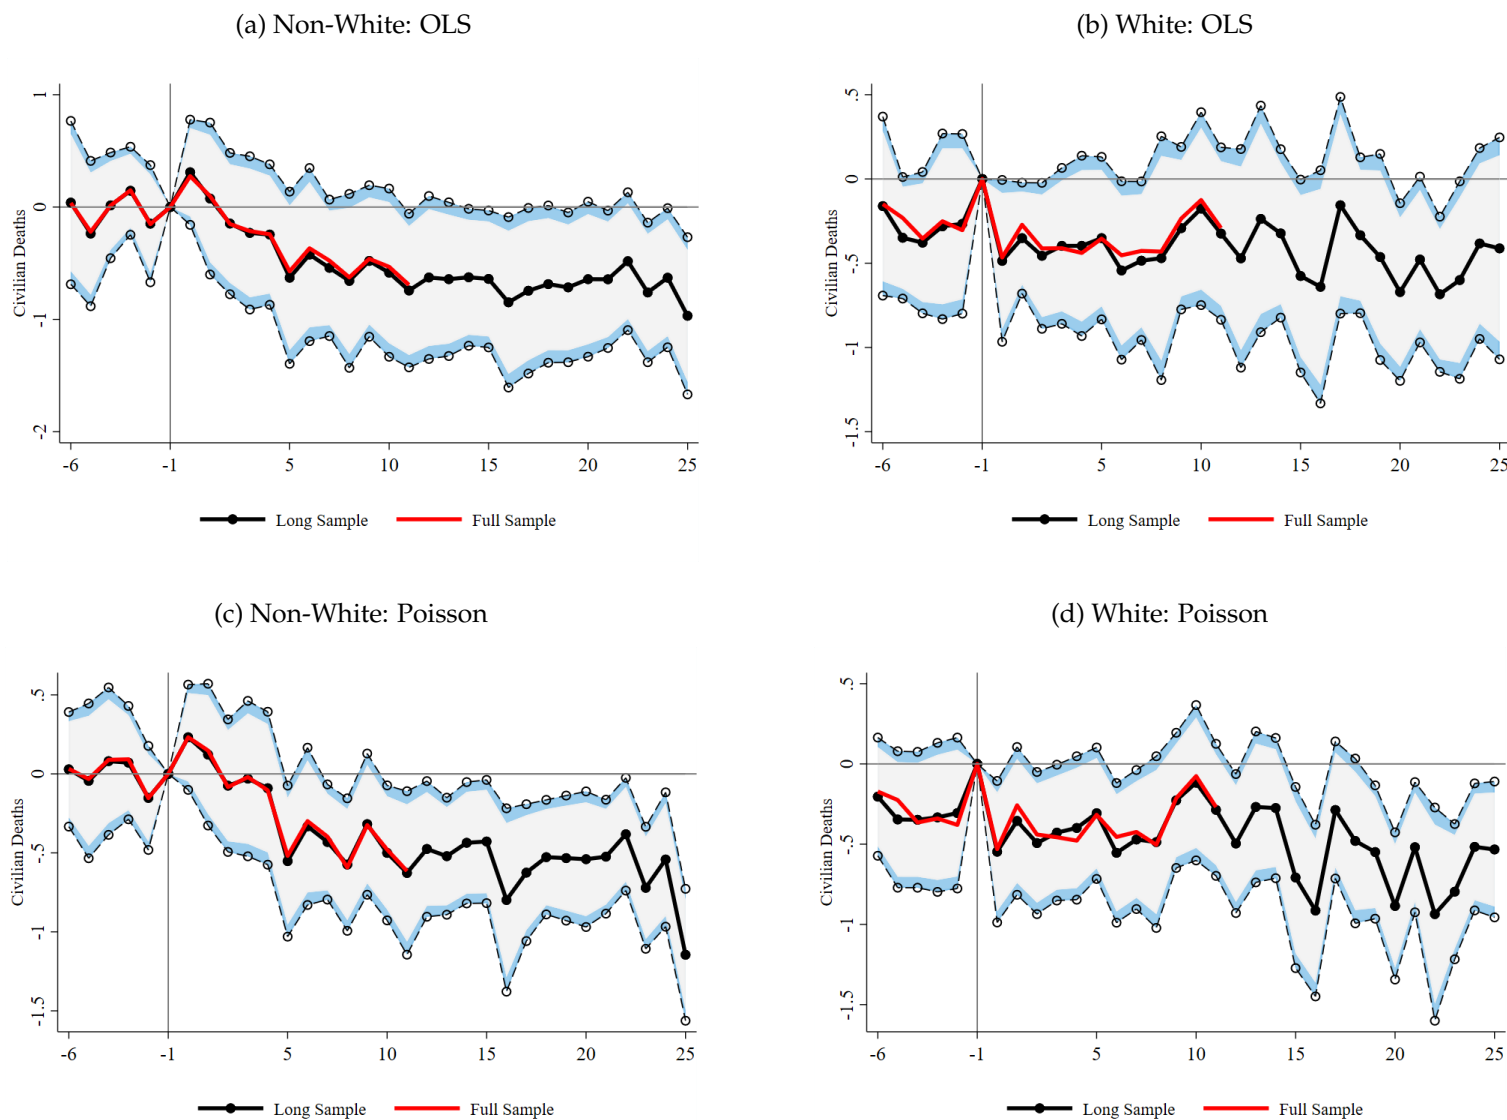 (a) Non-White: OLS
Civilian Deaths
1
0
-1
-2
-6
-1
5
10
15
20
25
Long Sample
Full Sample
(b) White: OLS
Civilian Deaths
.5
0
-.5
-1
-1.5
-6
-1
5
10
15
20
25
Long Sample
Full Sample
(c) Non-White: Poisson
Civilian Deaths
.5
0
-.5
-1
-1.5
-6
-1
5
10
15
20
25
Long Sample
Full Sample
(d) White: Poisson
Civilian Deaths
.5
0
-.5
-1
-1.5
-6
-1
5
10
15
20
25
Long Sample
Full Sample